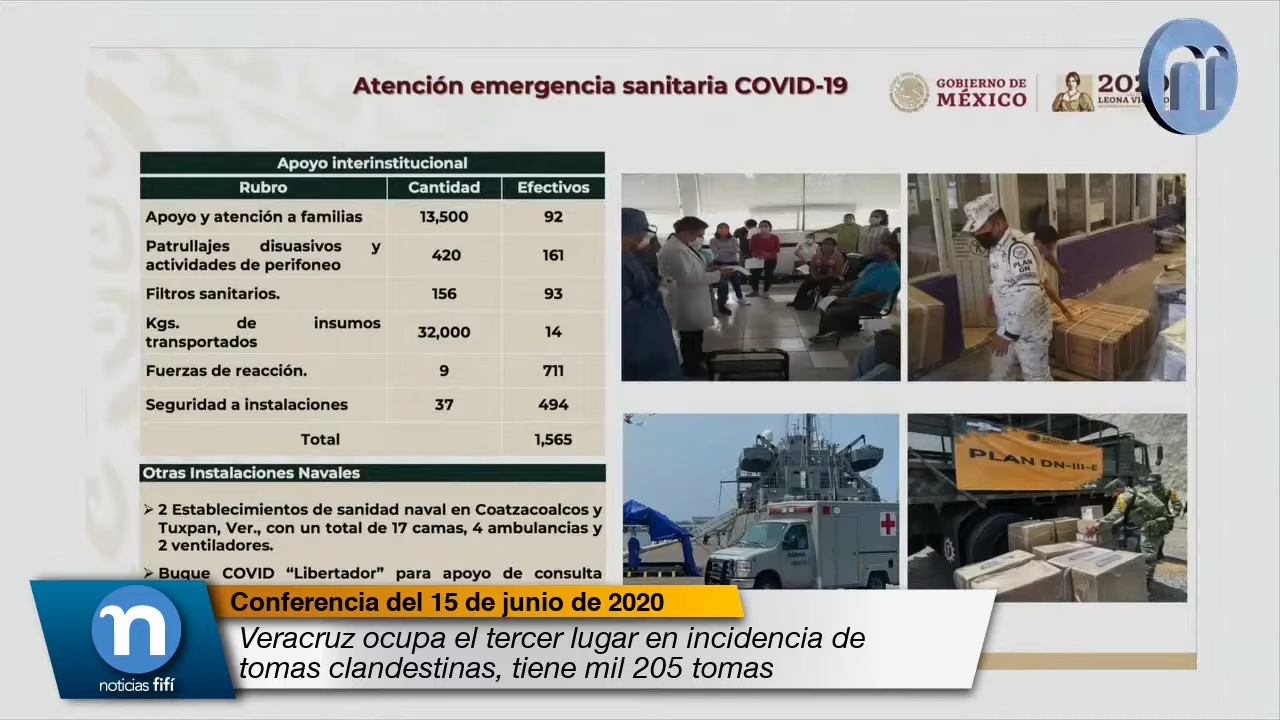 Atención emergencia sanitaria COVID-19
GOBIERNO DE
MÉXICO
LEONA
Apoyo interinstitucional
Rubro Cantidad Efectivos
Apoyo y atención a familias 13,500 92
Patrullajes disuasivos y
actividades de perifoneo 420 161
Filtros sanitarios. 156 93
Kgs. de insumos
transportados 32,000 14
Fuerzas de reacción. 9 711
Seguridad a instalaciones 37 494
Total 1,565
Otras Instalaciones Navales
➢ 2 Establecimientos de sanidad naval en Coatzacoalcos y
Tuxpan, Ver., con un total de 17 camas, 4 ambulancias y
2 ventiladores.
➢ Buque COVID “Libertador” para apoyo de consulta
PLAN
GN
PLAN DN-III-E
n
Conferencia del 15 de junio de 2020
Veracruz ocupa el tercer lugar en incidencia de
tomas clandestinas, tiene mil 205 tomas
n
noticias fifí